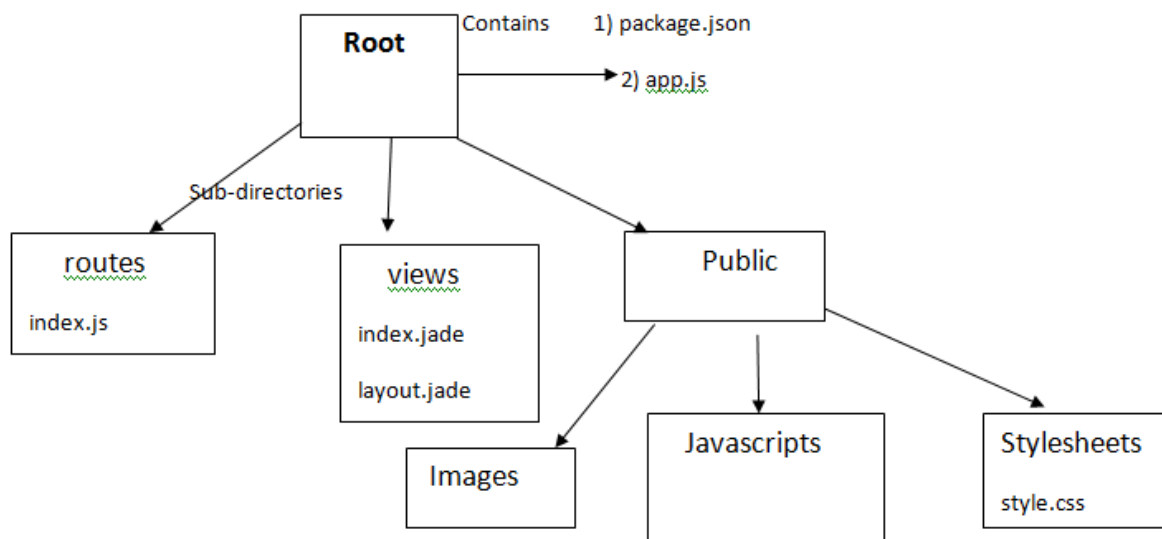 Root
Contains 1) package.json
2) app.js
Sub-directories
routes
index.js
views
index.jade
layout.jade
Public
Images
Javascripts
Stylesheets
style.css